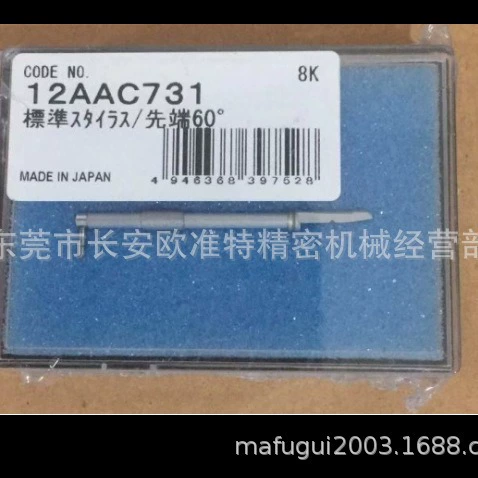 CODE NO. 8K
12AAC731
標準ｽﾀｲﾗｽ/先端60°
MADE IN JAPAN
4 946368 397528
东莞市长安欧准特精密机械经营部
mafugui2003.1688.c